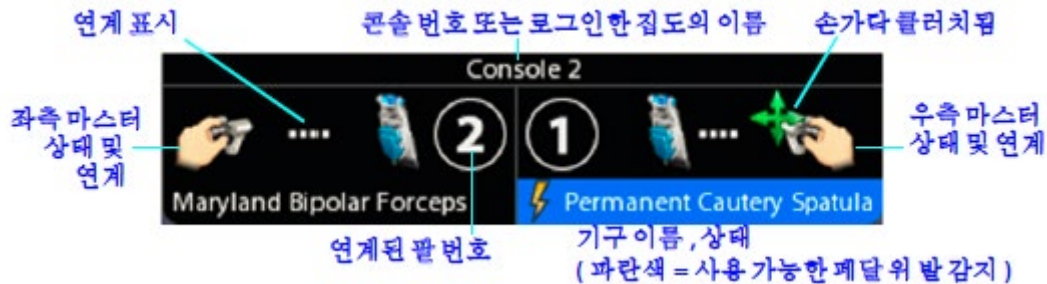 연계 표시
콘솔 번호 또는 로그인한 집도의 이름
손가락 클러치됨
Console 2
좌측 마스터
상태 및
연계
2
1
우측 마스터
상태 및 연계
Maryland Bipolar Forceps
Permanent Cautery Spatula
연계된 팔 번호
기구 이름 , 상태
( 파란색 = 사용 가능한 페달 위 발 감지 )